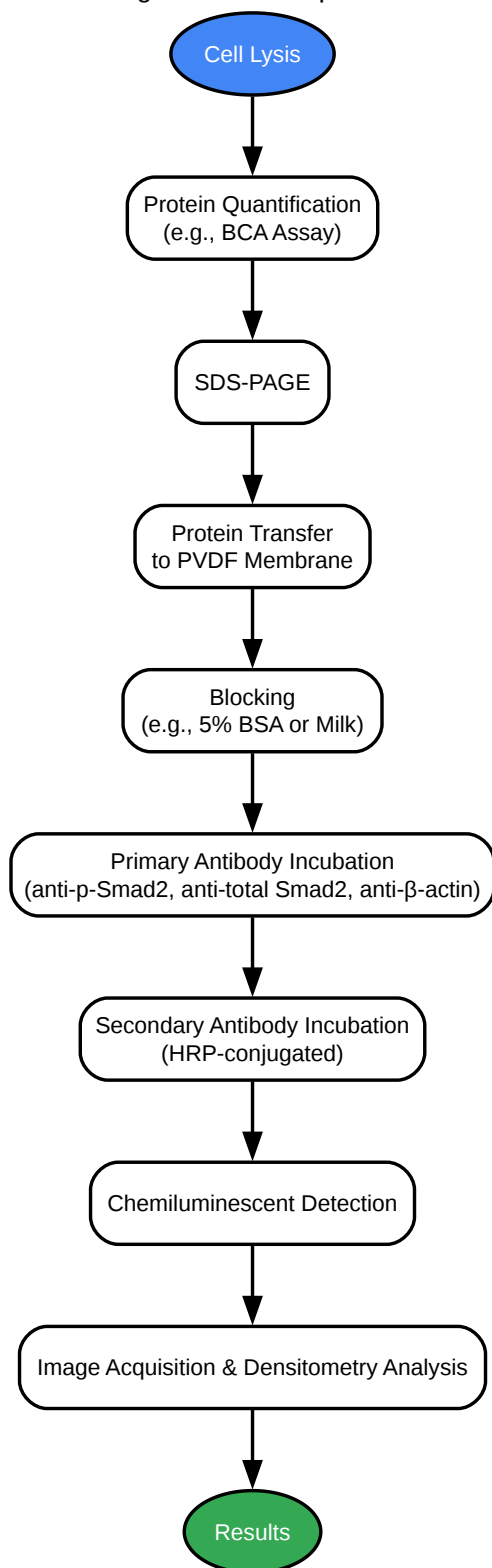 Cell Lysis
Protein Quantification
(e.g., BCA Assay)
SDS-PAGE
Protein Transfer
to PVDF Membrane
Blocking
(e.g., 5% BSA or Milk)
Primary Antibody Incubation
(anti-p-Smad2, anti-total Smad2, anti-β-actin)
Secondary Antibody Incubation
(HRP-conjugated)
Chemiluminescent Detection
Image Acquisition & Densitometry Analysis
Results